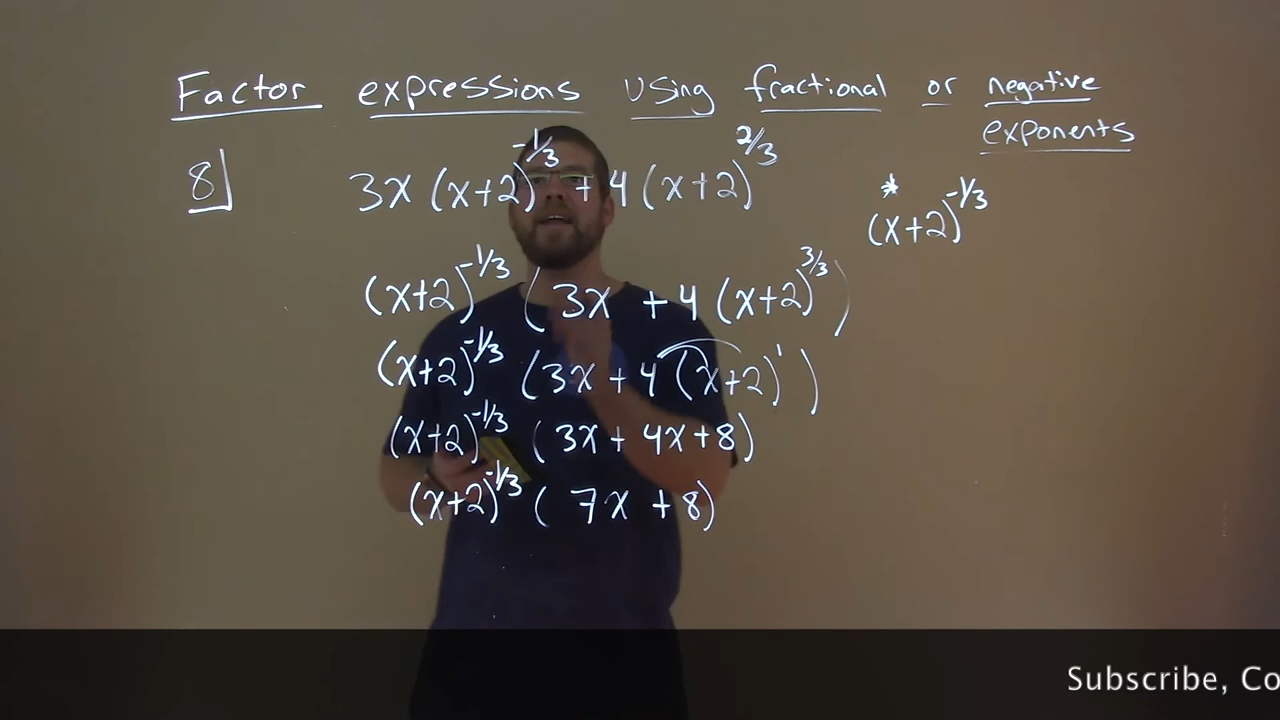 Factor expressions using fractional or negative
exponents
8 3x(x+2)^-1/3 + 4(x+2)^2/3
* (x+2)^-1/3
(x+2)^-1/3 (3x + 4(x+2)^3/3)
(x+2)^-1/3 (3x + 4(x+2)^1)
(x+2)^-1/3 (3x + 4x + 8)
(x+2)^-1/3 (7x + 8)
Subscribe, Co